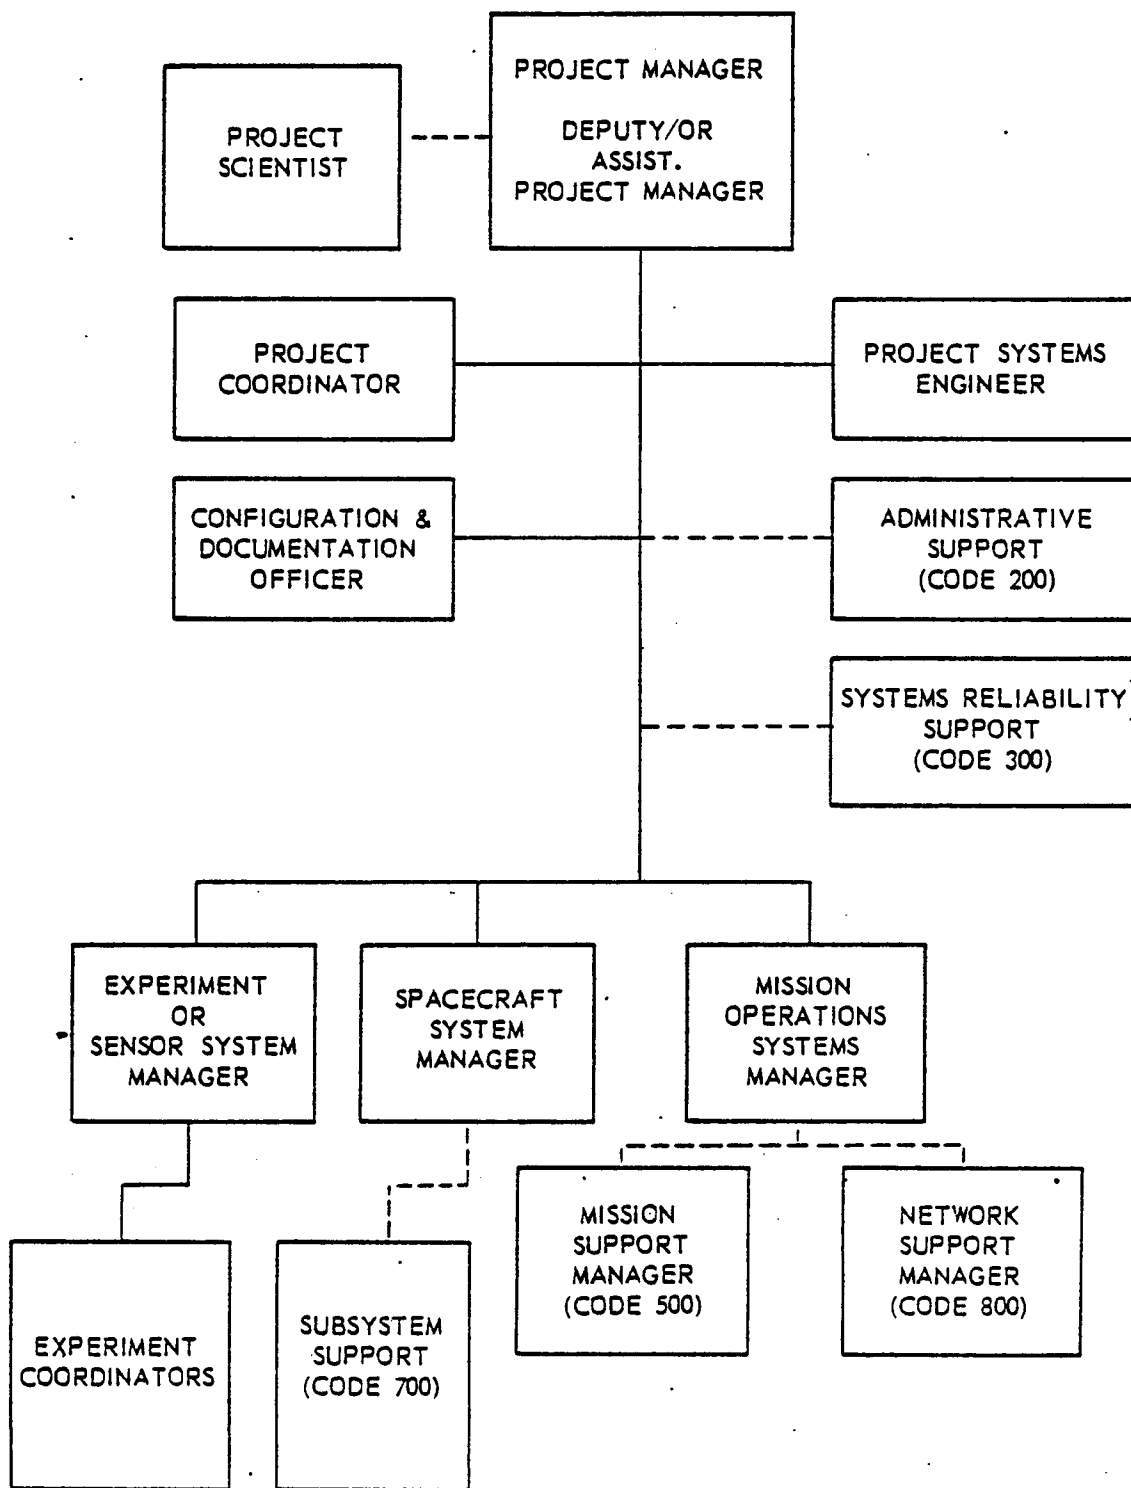 PROJECT MANAGER
DEPUTY/OR
ASSIST.
PROJECT MANAGER
PROJECT
SCIENTIST
PROJECT
COORDINATOR
PROJECT SYSTEMS
ENGINEER
CONFIGURATION &
DOCUMENTATION
OFFICER
ADMINISTRATIVE
SUPPORT
(CODE 200)
SYSTEMS RELIABILITY
SUPPORT
(CODE 300)
EXPERIMENT
OR
SENSOR SYSTEM
MANAGER
SPACECRAFT
SYSTEM
MANAGER
MISSION
OPERATIONS
SYSTEMS
MANAGER
EXPERIMENT
COORDINATORS
SUBSYSTEM
SUPPORT
(CODE 700)
MISSION
SUPPORT
MANAGER
(CODE 500)
NETWORK
SUPPORT
MANAGER
(CODE 800)